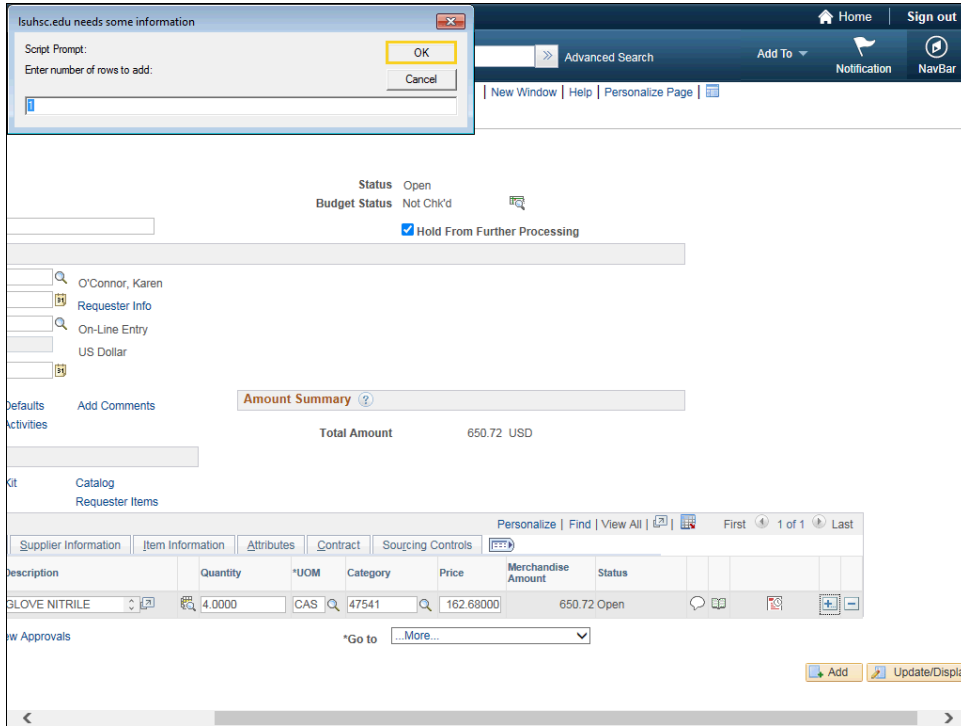 lsuhsc.edu needs some information
Script Prompt:
Enter number of rows to add:
OK
Cancel
1
Home
Sign out
Advanced Search
Add To
Notification
NavBar
New Window | Help | Personalize Page |
Status Open
Budget Status Not Chk'd
Hold From Further Processing
O'Connor, Karen
Requester Info
On-Line Entry
US Dollar
Defaults
Add Comments
Activities
Amount Summary
Total Amount 650.72 USD
Kit
Catalog
Requester Items
Personalize | Find | View All | First 1 of 1 Last
Supplier Information Item Information Attributes Contract Sourcing Controls
Description Quantity *UOM Category Price Merchandise Amount Status
GLOVE NITRILE 4.0000 CAS 47541 162.68000 650.72 Open
ew Approvals
*Go to ...More...
Add
Update/Displa